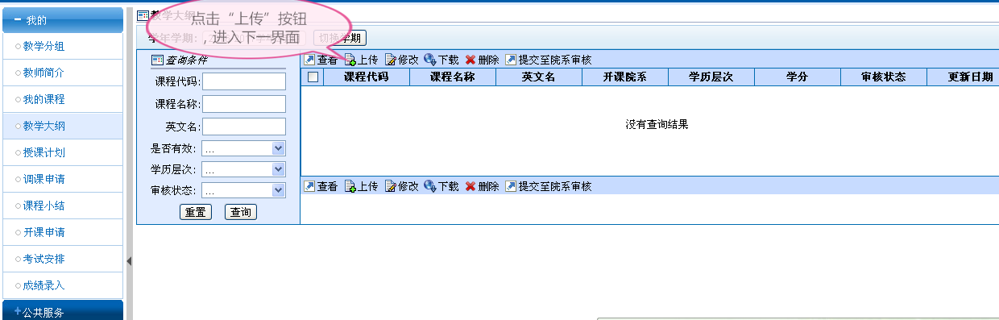 我的
教学分组
教师简介
我的课程
教学大纲
授课计划
调课申请
课程小结
开课申请
考试安排
成绩录入
公共服务
教学大纲
点击“上传”按钮
，进入下一界面
学年学期:
切换学期
查询条件
课程代码:
课程名称:
英文名:
是否有效: ...
学历层次: ...
审核状态: ...
重置 查询
查看 上传 修改 下载 删除 提交至院系审核
课程代码 课程名称 英文名 开课院系 学历层次 学分 审核状态 更新日期
没有查询结果
查看 上传 修改 下载 删除 提交至院系审核